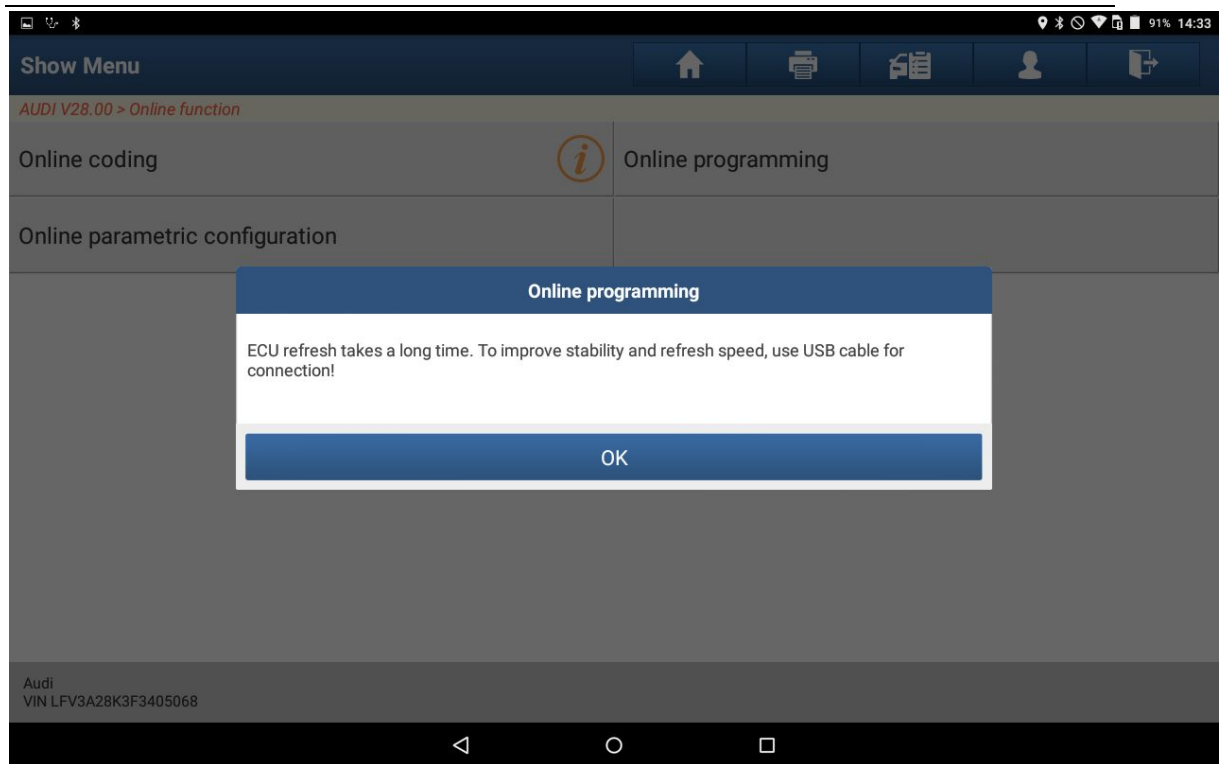 91% 14:33
Show Menu
AUDI V28.00 > Online function
Online coding
Online programming
Online parametric configuration
Online programming
ECU refresh takes a long time. To improve stability and refresh speed, use USB cable for
connection!
OK
Audi
VIN LFV3A28K3F3405068